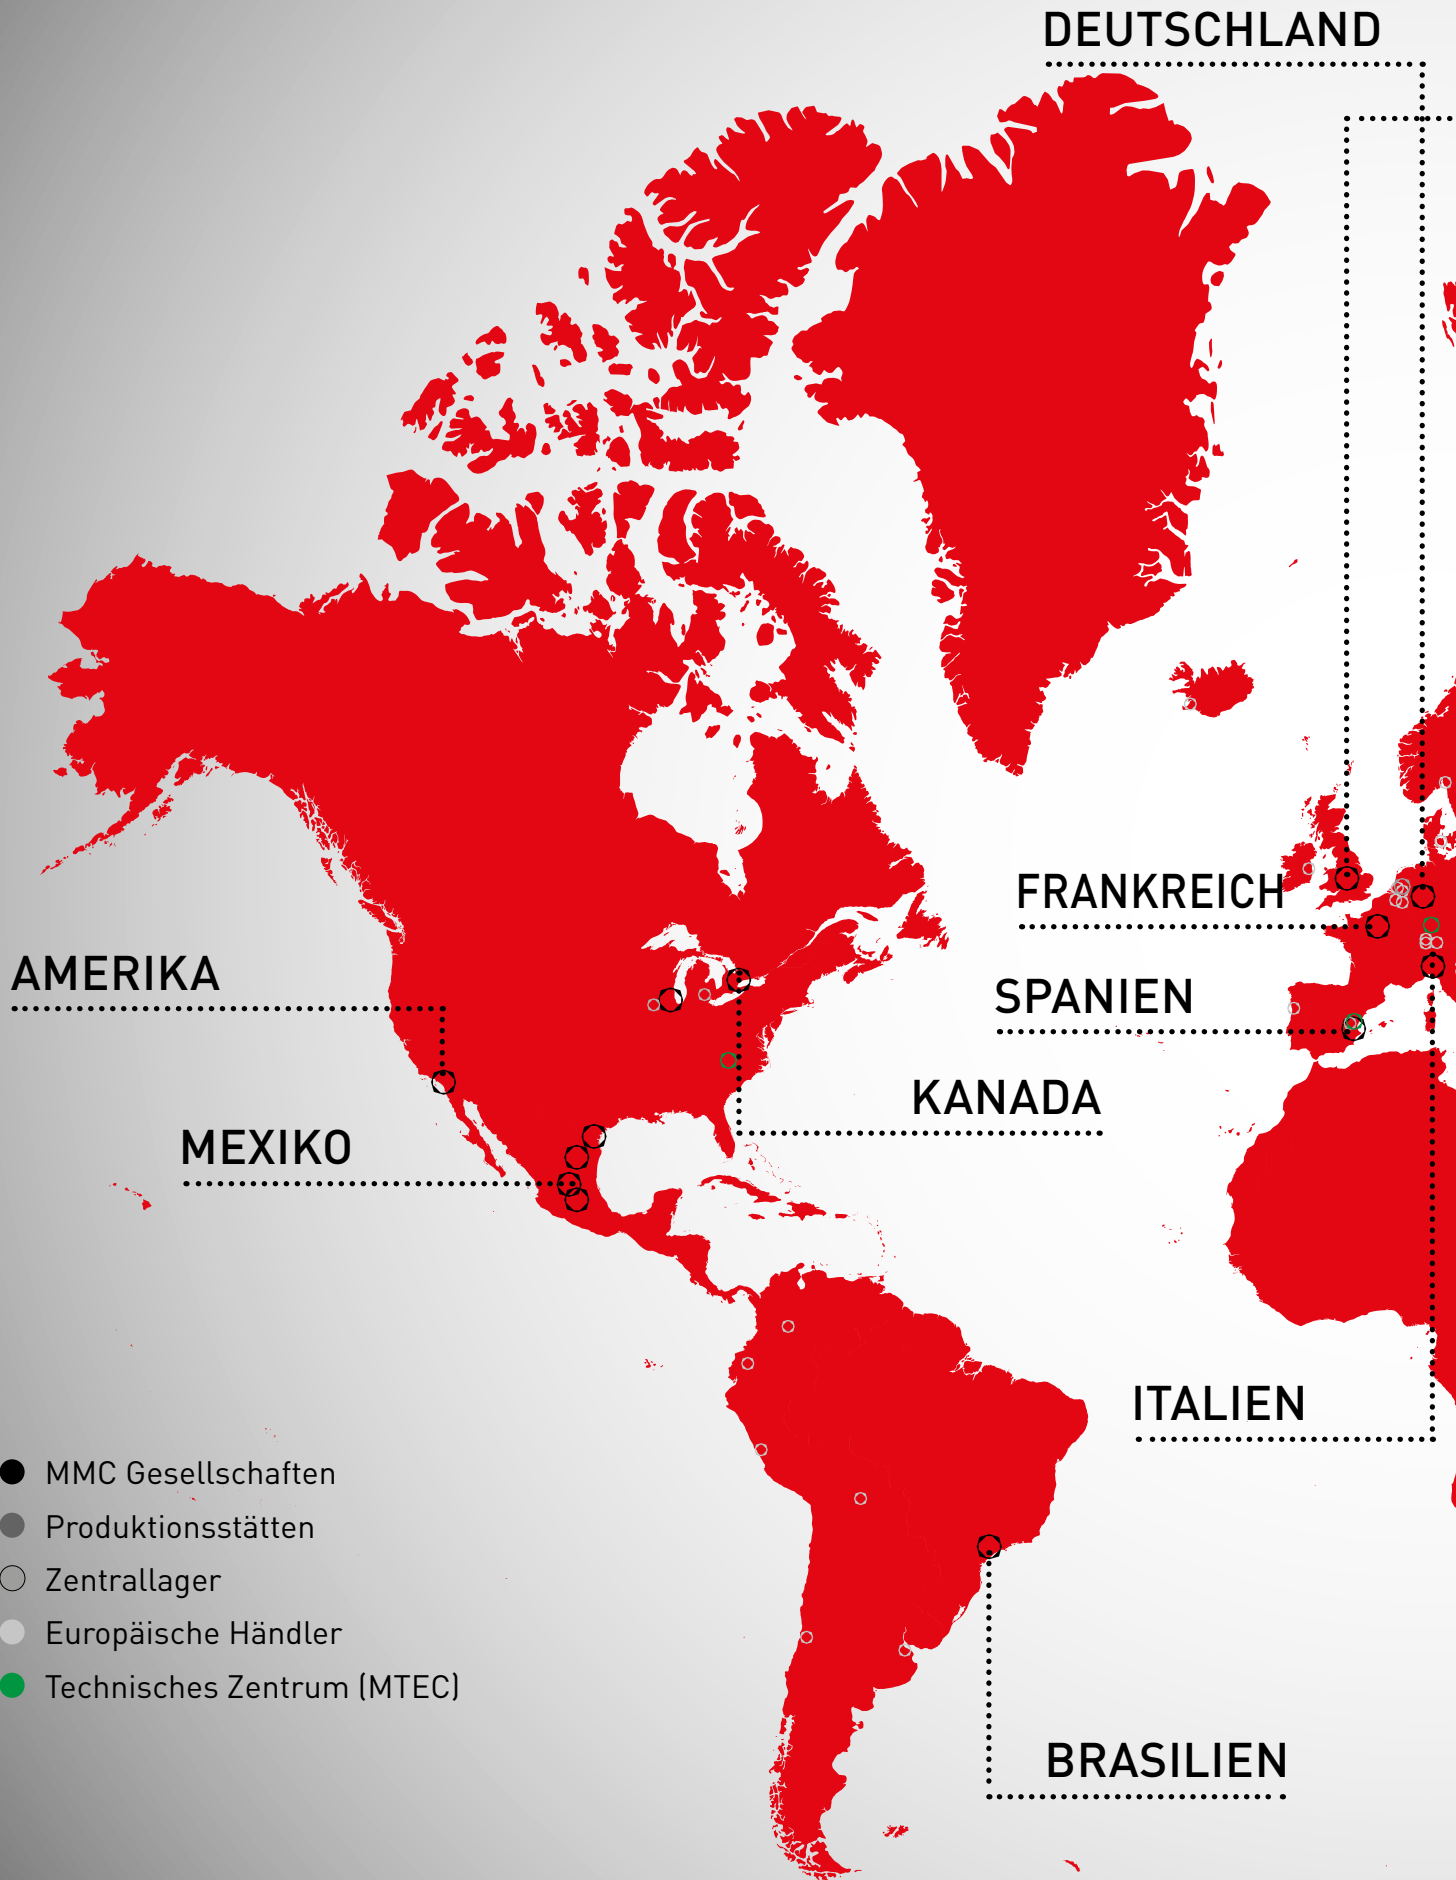 DEUTSCHLAND
FRANKREICH
AMERIKA
SPANIEN
KANADA
MEXIKO
ITALIEN
MMC Gesellschaften
Produktionsstätten
Zentrallager
Europäische Händler
Technisches Zentrum (MTEC)
BRASILIEN